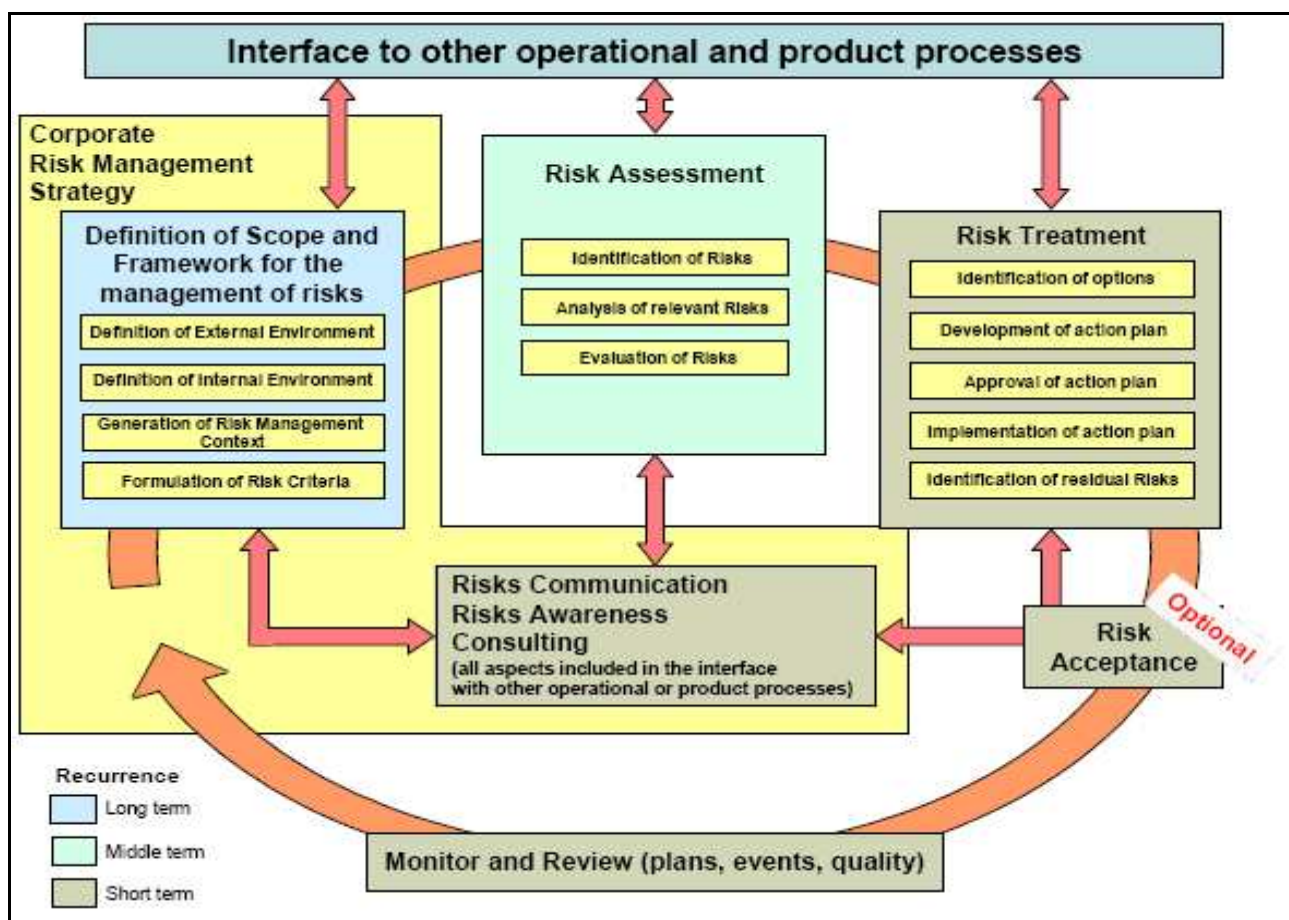 Interface to other operational and product processes
Corporate
Risk Management
Strategy
Definition of Scope and
Framework for the
management of risks
Definition of External Environment
Definition of Internal Environment
Generation of Risk Management
Context
Formulation of Risk Criteria
Risk Assessment
Identification of Risks
Analysis of relevant Risks
Evaluation of Risks
Risk Treatment
Identification of options
Development of action plan
Approval of action plan
Implementation of action plan
Identification of residual Risks
Risks Communication
Risks Awareness
Consulting
(all aspects included in the interface
with other operational or product processes)
Risk
Acceptance
Optional
Recurrence
Long term
Middle term
Short term
Monitor and Review (plans, events, quality)